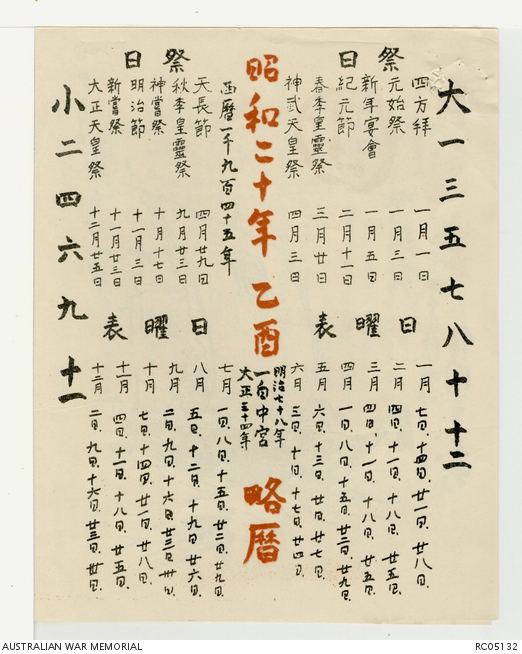 大一三五七八十十二
祭日
四方拜 一月一日
元始祭 一月三日
新年宴會 一月五日
紀元節 二月十一日
春季皇靈祭 三月廿日
神武天皇祭 四月三日
日曜表
一月 七日、十四日、廿一日、廿八日、
二月 四日、十一日、十八日、廿五日、
三月 四日、十一日、十八日、廿五日、
四月 一日、八日、十五日、廿二日、廿九日、
五月 六日、十三日、廿日、廿七日、
六月 三日、十日、十七日、廿四日、
昭和二十年 乙酉 略暦
明治七十八年
一白中宮
大正三十四年
西暦一千九百四十五年
祭日
天長節 四月廿九日
秋季皇靈祭 九月廿三日
神嘗祭 十月十七日
明治節 十一月三日
新嘗祭 十一月廿三日
大正天皇祭 十二月廿五日
日曜表
七月 一日、八日、十五日、廿二日、廿九日、
八月 五日、十二日、十九日、廿六日、
九月 二日、九日、十六日、廿三日、卅日、
十月 七日、十四日、廿一日、廿八日、
十一月 四日、十一日、十八日、廿五日、
十二月 二日、九日、十六日、廿三日、卅日、
小二四六九十一
AUSTRALIAN WAR MEMORIAL
RC05132